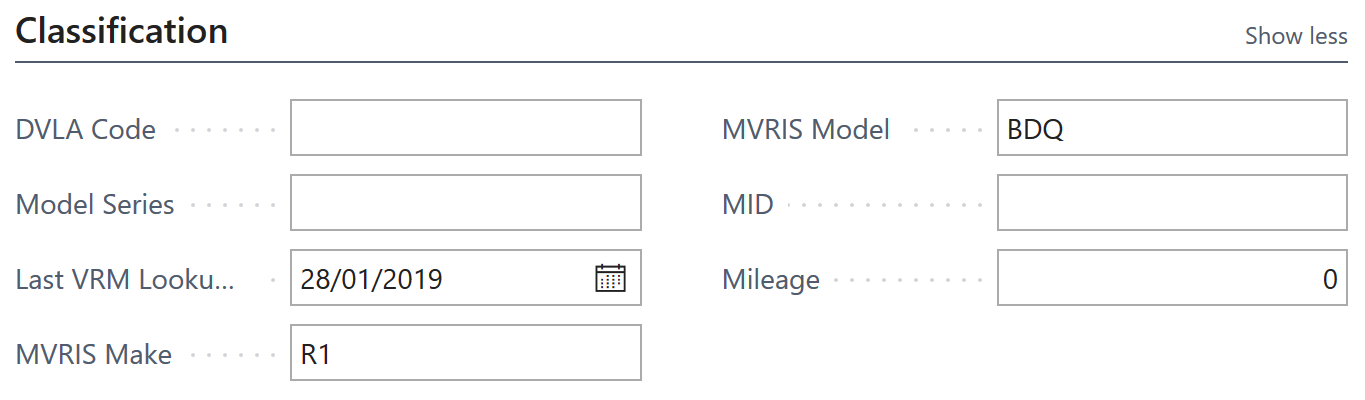 Classification
Show less
DVLA Code
MVRIS Model BDQ
Model Series
MID
Last VRM Looku... 28/01/2019
Mileage 0
MVRIS Make R1